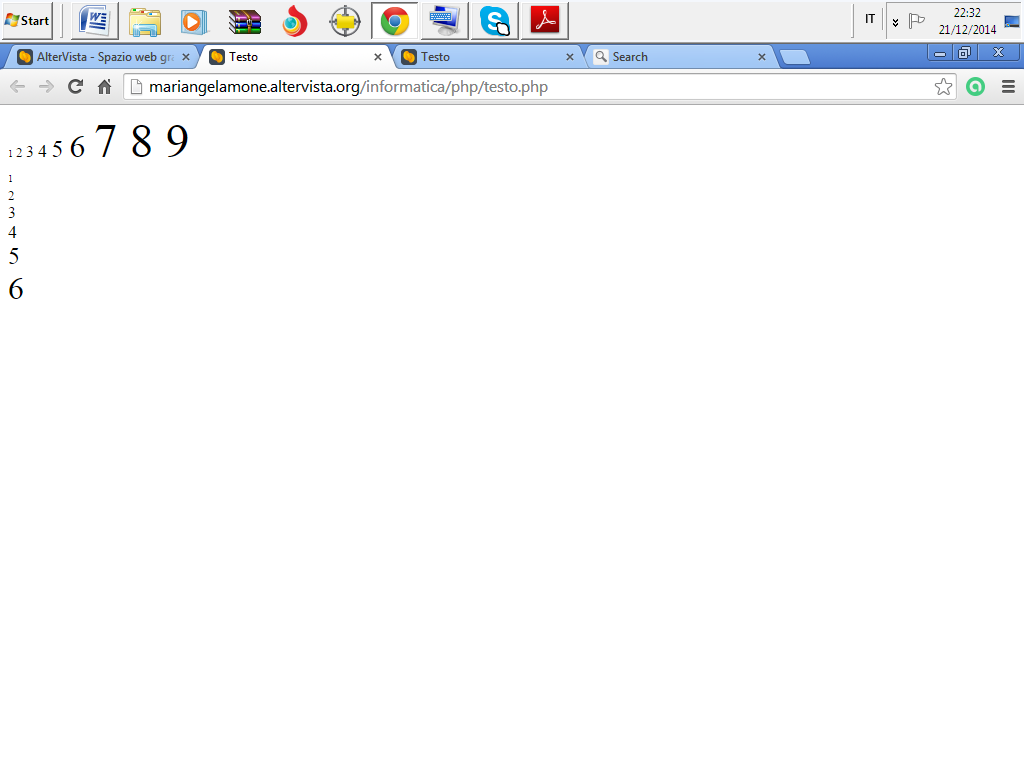 Start
IT
22:32
21/12/2014
AlterVista - Spazio web gra
Testo
Testo
Search
mariangelamone.altervista.org/informatica/php/testo.php
1 2 3 4 5 6 7 8 9
1
2
3
4
5
6